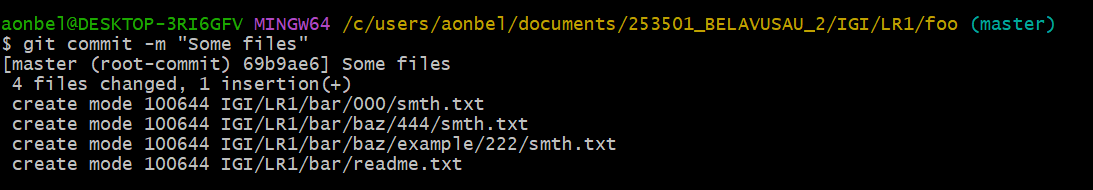 aonbel@DESKTOP-3RI6GFV MINGW64 /c/users/aonbel/documents/253501_BELAVUSAU_2/IGI/LR1/foo (master)
$ git commit -m "Some files"
[master (root-commit) 69b9ae6] Some files
 4 files changed, 1 insertion(+)
 create mode 100644 IGI/LR1/bar/000/smth.txt
 create mode 100644 IGI/LR1/bar/baz/444/smth.txt
 create mode 100644 IGI/LR1/bar/baz/example/222/smth.txt
 create mode 100644 IGI/LR1/bar/readme.txt